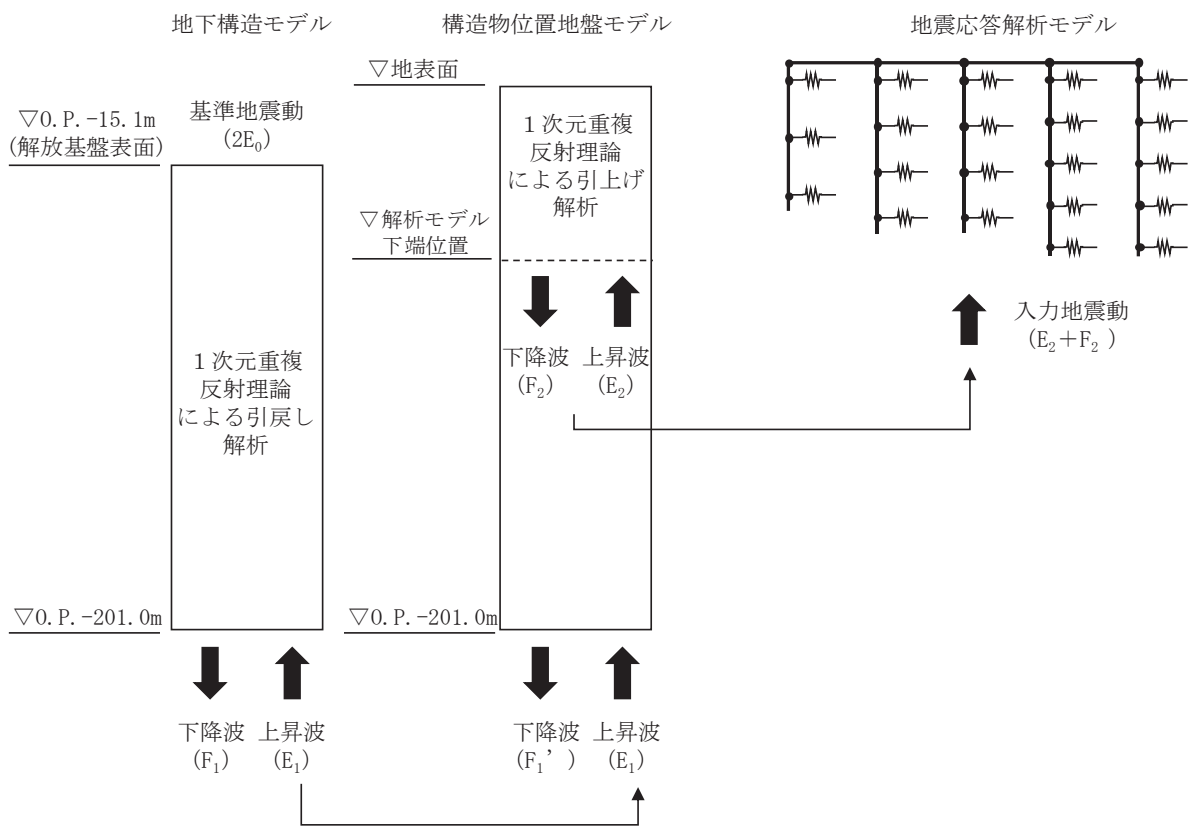 地下構造モデル
構造物位置地盤モデル
地震応答解析モデル
▽O.P.-15.1m
(解放基盤表面)
基準地震動
(2E₀)
1次元重複
反射理論
による引戻し
解析
▽O.P.-201.0m
下降波
(F₁)
上昇波
(E₁)
▽地表面
1次元重複
反射理論
による引上げ
解析
▽解析モデル
下端位置
下降波
(F₂)
上昇波
(E₂)
▽O.P.-201.0m
下降波
(F₁’)
上昇波
(E₁)
入力地震動
(E₂+F₂)